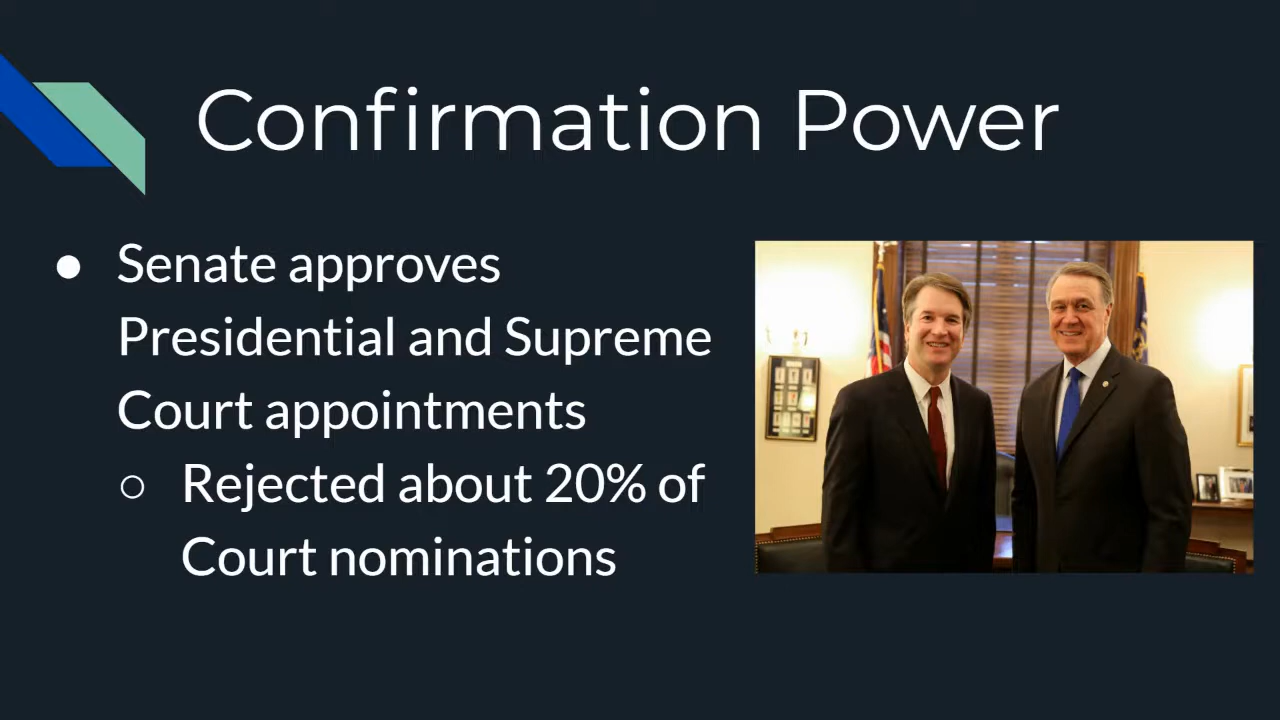 Confirmation Power
● Senate approves
Presidential and Supreme
Court appointments
○ Rejected about 20% of
Court nominations